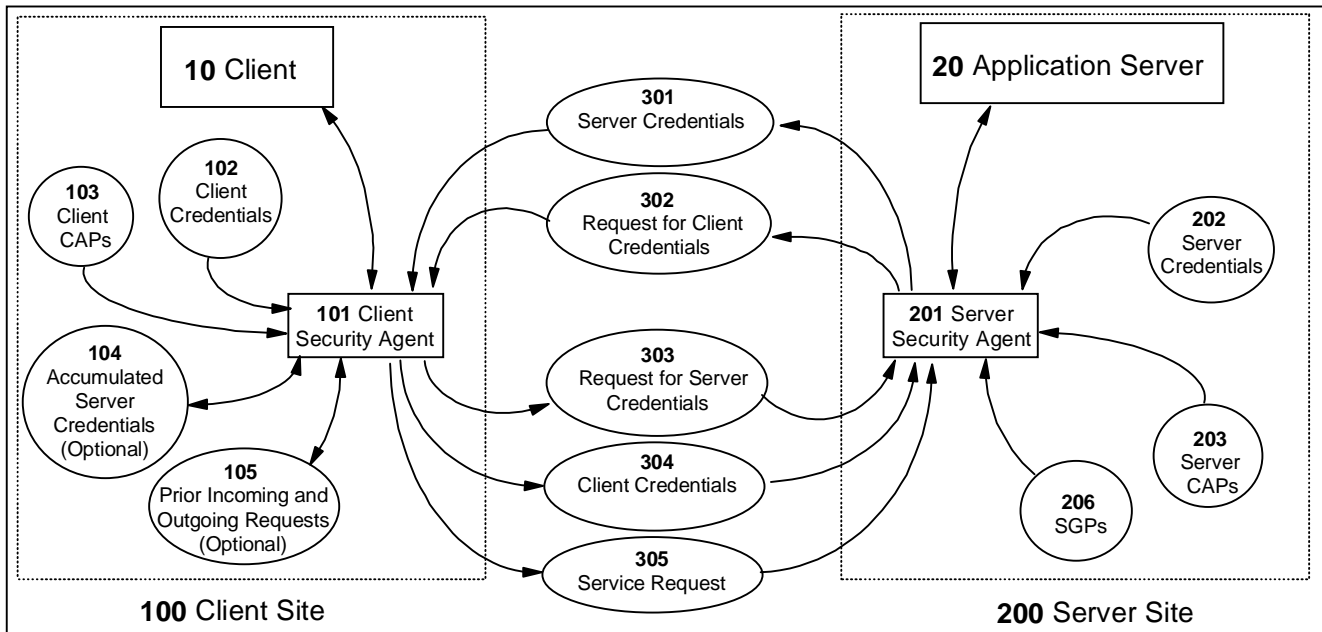 10 Client
20 Application Server
301
Server Credentials
102
Client
Credentials
103
Client
CAPs
302
Request for Client
Credentials
202
Server
Credentials
101 Client
Security Agent
201 Server
Security Agent
104
Accumulated
Server
Credentials
(Optional)
303
Request for Server
Credentials
203
Server
CAPs
105
Prior Incoming and
Outgoing Requests
(Optional)
304
Client Credentials
206
SGPs
305
Service Request
100 Client Site
200 Server Site